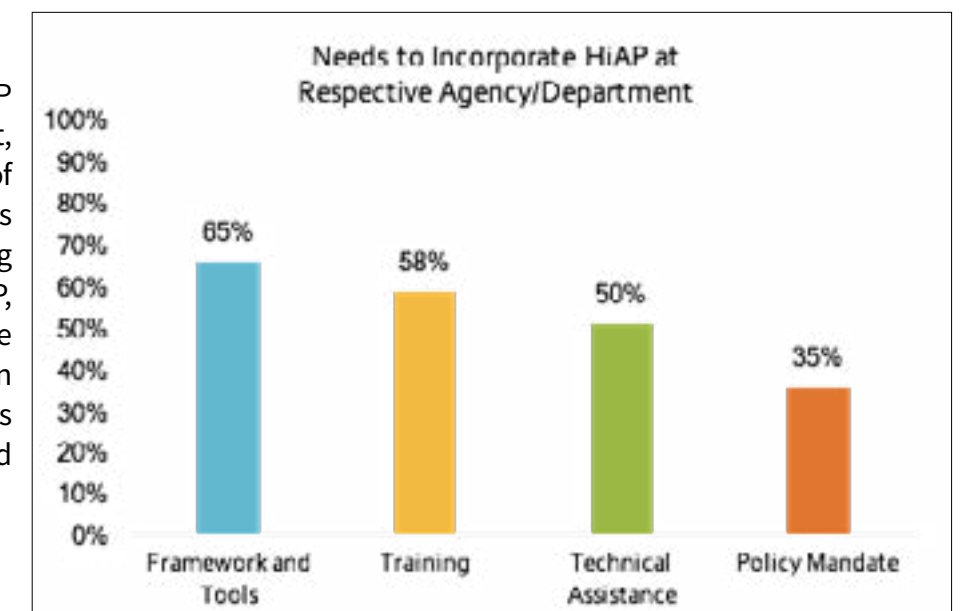 P
t,
of
s
g
P,
e
n
s
d
Needs to Incorporate HiAP at
Respective Agency/Department
100%
90%
80%
70%
60%
50%
40%
30%
20%
10%
0%
65%
58%
50%
35%
Framework and
Tools
Training
Technical
Assistance
Policy Mandate